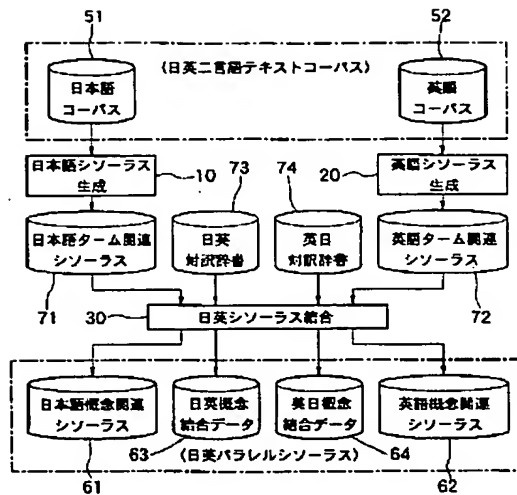 51
52
(日英二言語テキストコーパス)
日本語
コーパス
英語
コーパス
日本語シソーラス
生成
10
73
74
20
英語シソーラス
生成
日本語ターム関連
シソーラス
日英
対訳辞書
英日
対訳辞書
英語ターム関連
シソーラス
71
30
日英シソーラス結合
72
日本語概念関連
シソーラス
日英概念
結合データ
英日概念
結合データ
英語概念関連
シソーラス
61
63
(日英パラレルシソーラス)
64
62